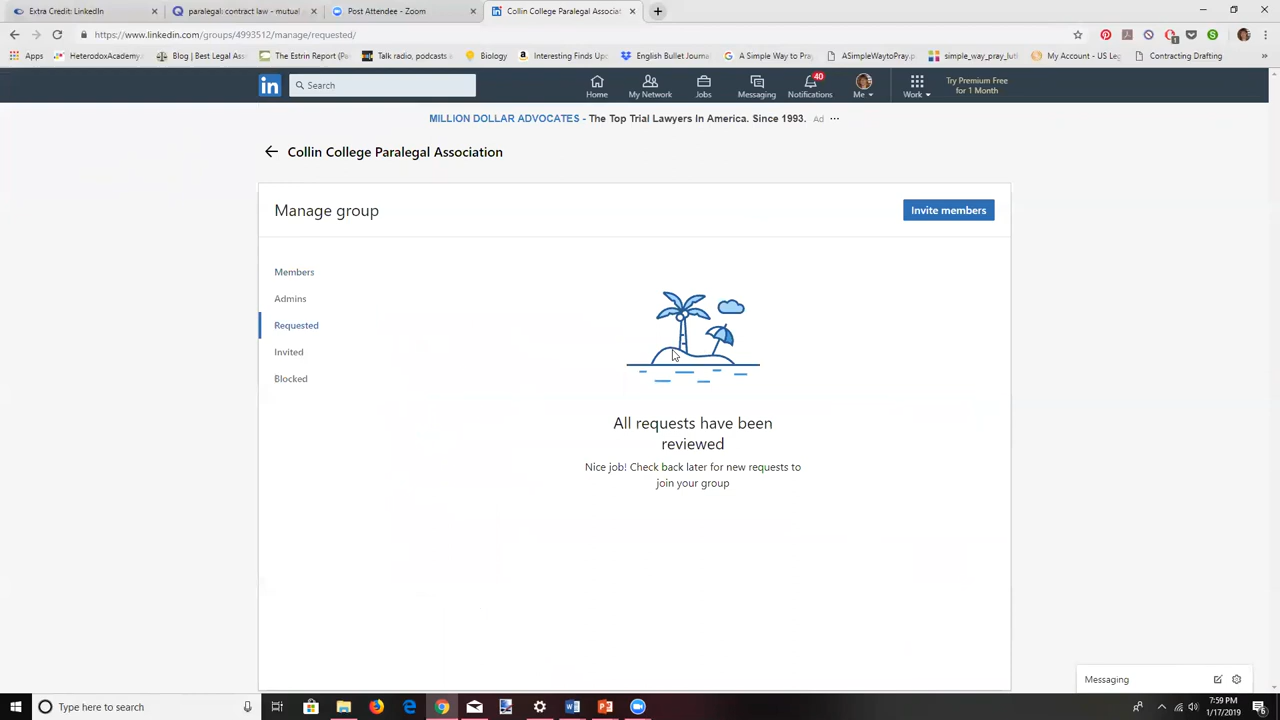 Extra Credit LinkedIn
paralegal: contract law - mutual
Post Attendee - Zoom
Collin College Paralegal Associat
https://www.linkedin.com/groups/4993512/manage/requested/
Apps
HeterodoxAcademy
Blog | Best Legal Ass
The Estrin Report (Pe
Talk radio, podcasts
Biology
Interesting Finds Up
English Bullet Journa
A Simple Way to Pra
ASimpleWaytoPray.p
simple_way_pray_lut
My Account - US Leg
Contracting Drafting
in
Search
Home
My Network
Jobs
Messaging
40
Notifications
Me
Work
Try Premium Free
for 1 Month
MILLION DOLLAR ADVOCATES - The Top Trial Lawyers In America. Since 1993. Ad ...
Collin College Paralegal Association
Manage group
Invite members
Members
Admins
Requested
Invited
Blocked
All requests have been
reviewed
Nice job! Check back later for new requests to
join your group
Messaging
Type here to search
7:59 PM
1/17/2019